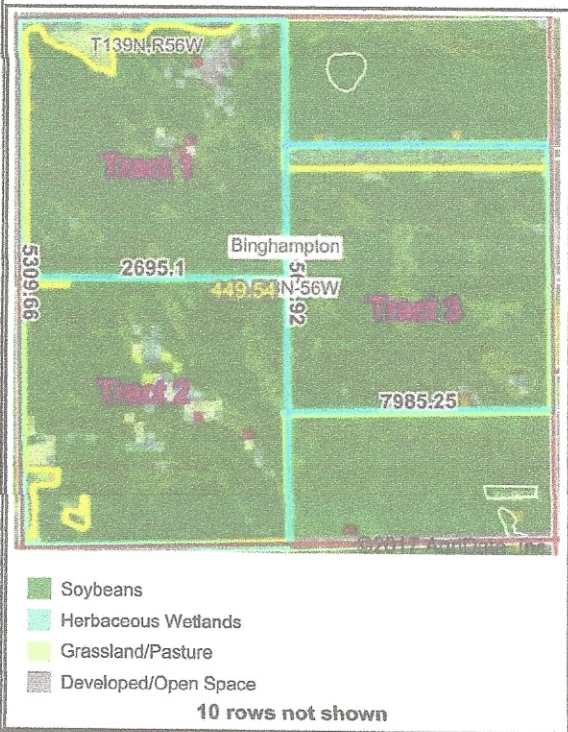 T139N,R56W
Tract 1
Binghampton
5309.66
2695.1
449.54
N-56W
Tract 3
Tract 2
7985.25
©2017 AgriData, Inc.
Soybeans
Herbaceous Wetlands
Grassland/Pasture
Developed/Open Space
10 rows not shown